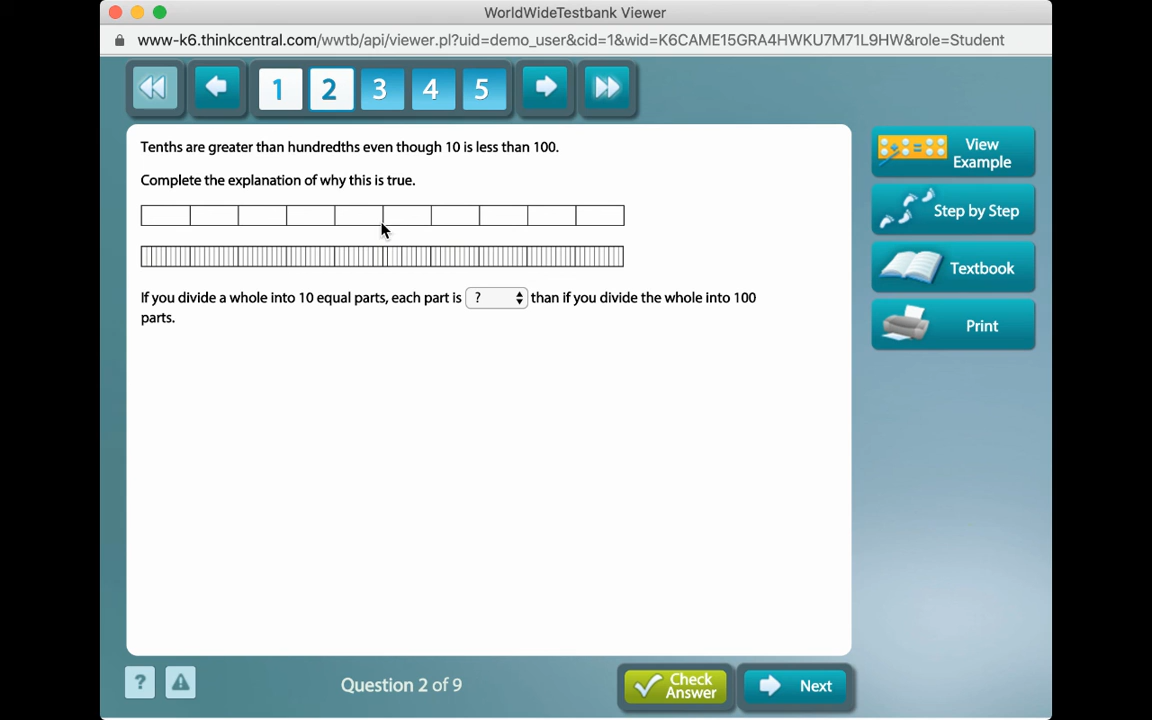 WorldWideTestbank Viewer
www-k6.thinkcentral.com/wwtb/api/viewer.pl?uid=demo_user&cid=1&wid=K6CAME15GRA4HWKU7M71L9HW&role=Student
1 2 3 4 5
Tenths are greater than hundredths even though 10 is less than 100.
Complete the explanation of why this is true.
If you divide a whole into 10 equal parts, each part is ? than if you divide the whole into 100
parts.
View
Example
Step by Step
Textbook
Print
?
Question 2 of 9
Check
Answer
Next